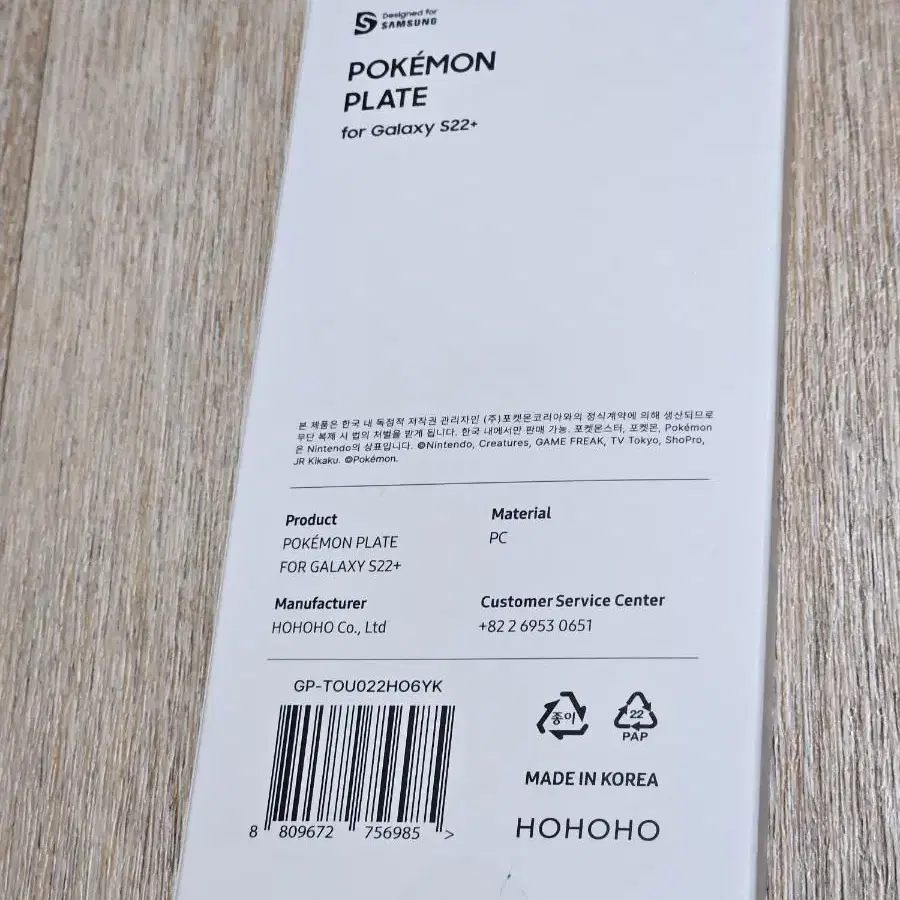 Designed for
SAMSUNG
POKÉMON
PLATE
for Galaxy S22+
본 제품은 한국 내 독점적 저작권 관리자인 (주)포켓몬코리아와의 정식계약에 의해 생산되므로
무단 복제 시 법의 처벌을 받게 됩니다. 한국 내에서만 판매 가능. 포켓몬스터, 포켓몬, Pokémon
은 Nintendo의 상표입니다. ©Nintendo, Creatures, GAME FREAK, TV Tokyo, ShoPro,
JR Kikaku. ©Pokémon.
Product
POKÉMON PLATE
FOR GALAXY S22+
Material
PC
Manufacturer
HOHOHO Co., Ltd
Customer Service Center
+82 2 6953 0651
GP-TOU022HO6YK
8 809672 756985 >
종이
22
PAP
MADE IN KOREA
HOHOHO